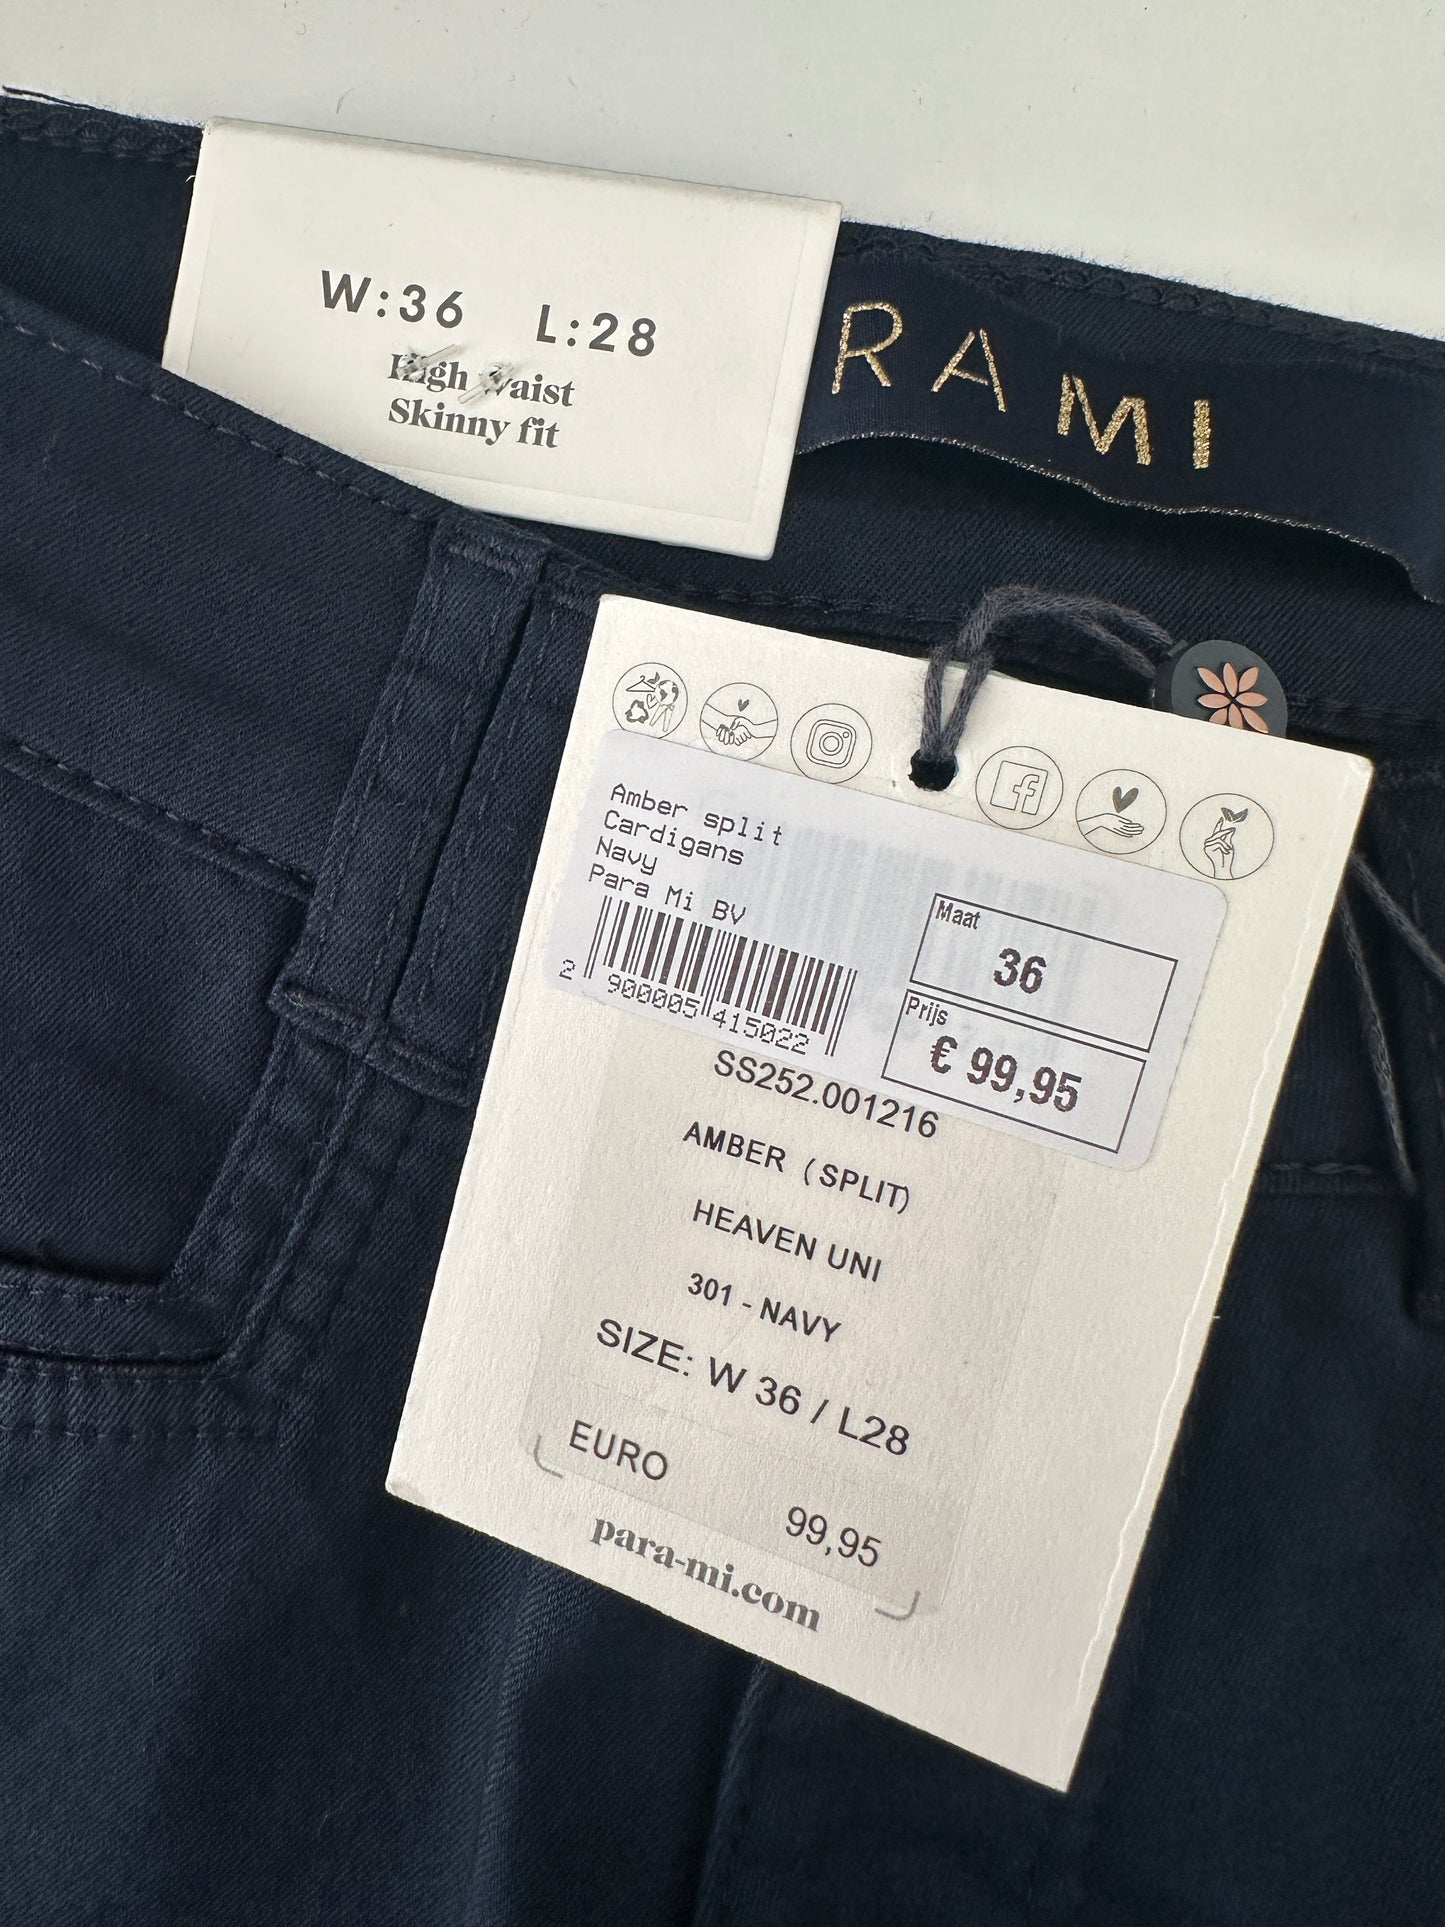 W:36 L:28
High Waist
Skinny fit
RAMI
Amber split
Cardigans
Navy
Para Mi BV
2 900005 415022
Maat
36
Prijs
€ 99,95
SS252.001216
AMBER (SPLIT)
HEAVEN UNI
301 - NAVY
SIZE: W 36 / L28
EURO
99,95
para-mi.com